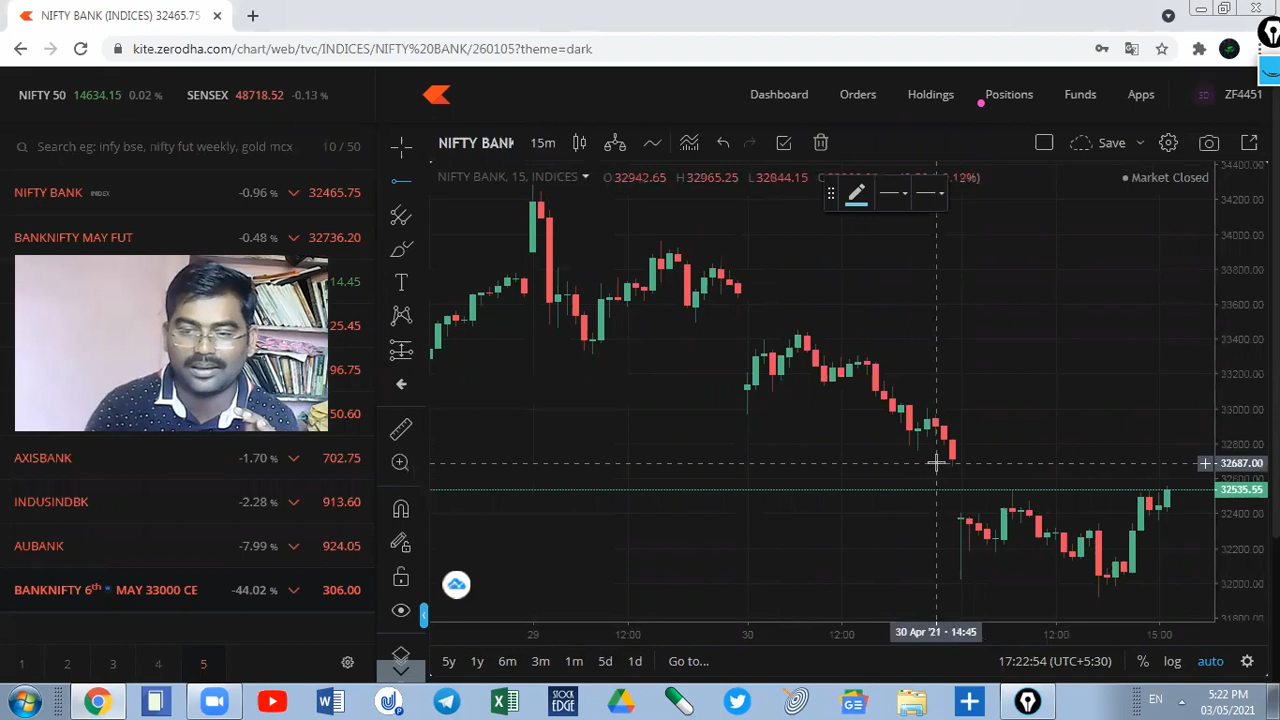 NIFTY BANK (INDICES) 32465.75
kite.zerodha.com/chart/web/tvc/INDICES/NIFTY%20BANK/260105?theme=dark
NIFTY 50 14634.15 0.02 % SENSEX 48718.52 -0.13 %
Dashboard Orders Holdings Positions Funds Apps ZF4451
Search eg: infy bse, nifty fut weekly, gold mcx 10 / 50
NIFTY BANK 15m Save
NIFTY BANK, 15, INDICES O32942.65 H32965.25 L32844.15
Market Closed
NIFTY BANK INDEX -0.96 % 32465.75
BANKNIFTY MAY FUT -0.48 % 32736.20
14.45
25.45
96.75
50.60
AXISBANK -1.70 % 702.75
INDUSINDBK -2.28 % 913.60
AUBANK -7.99 % 924.05
BANKNIFTY 6th MAY 33000 CE -44.02 % 306.00
34400.00
34200.00
34000.00
33800.00
33600.00
33400.00
33200.00
33000.00
32800.00
32687.00
32600.00
32535.55
32400.00
32200.00
32000.00
31800.00
29 12:00 30 12:00 30 Apr '21 - 14:45 12:00 15:00
1 2 3 4 5
5y 1y 6m 3m 1m 5d 1d Go to... 17:22:54 (UTC+5:30) % log auto
STOCK
EDGE
EN
5:22 PM
03/05/2021